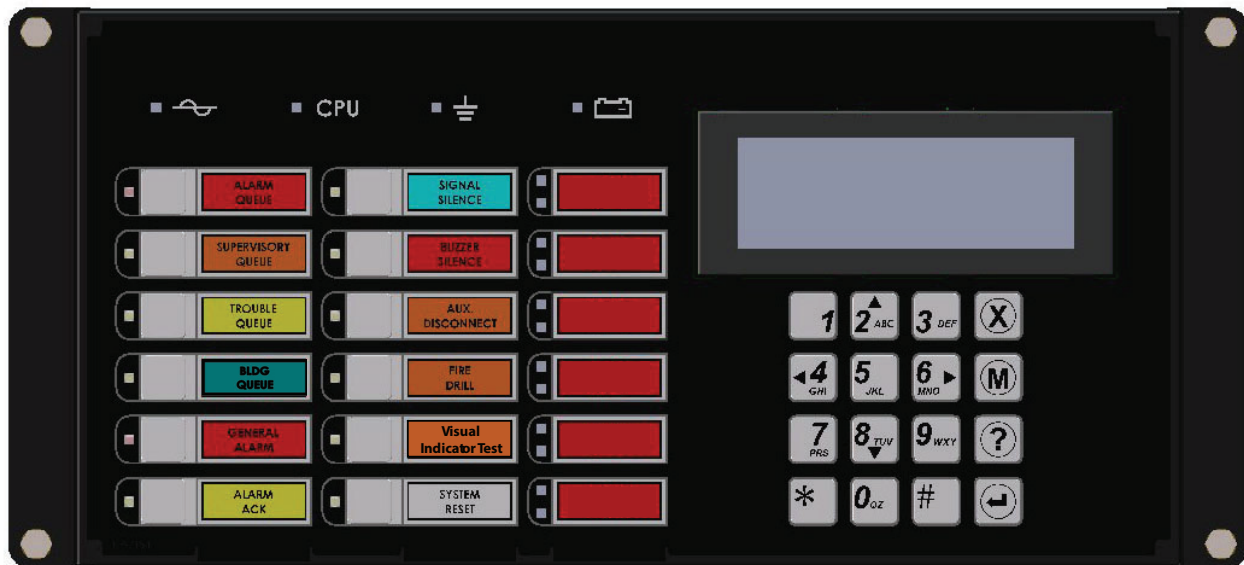 CPU
ALARM
QUEUE
SIGNAL
SILENCE
SUPERVISORY
QUEUE
BUZZER
SILENCE
TROUBLE
QUEUE
AUX.
DISCONNECT
BLDG
QUEUE
FIRE
DRILL
GENERAL
ALARM
Visual
Indicator Test
ALARM
ACK
SYSTEM
RESET
1 2 ABC 3 DEF X
4 GHI 5 JKL 6 MNO M
7 PRS 8 TUV 9 WXY ?
* 0 QZ #